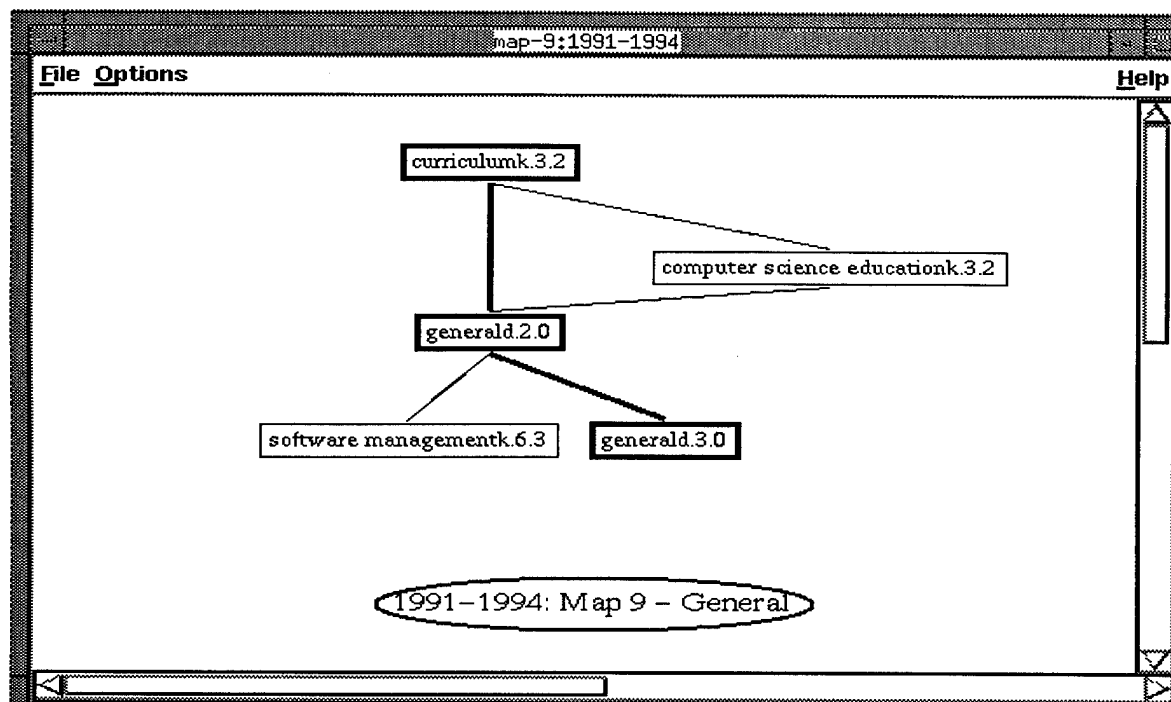 map-9:1991-1994
File Options Help
curriculumk.3.2
computer science educationk.3.2
generald.2.0
software managementk.6.3
generald.3.0
1991-1994: Map 9 - General